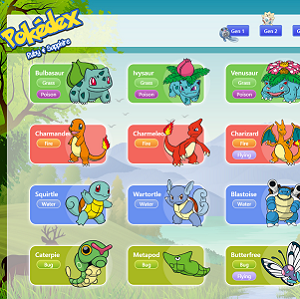 Pokédex
Ruby & Sapphire
Gen 1
Gen 2
Bulbasaur
Grass
Poison
Ivysaur
Grass
Poison
Venusaur
Grass
Poison
Charmander
Fire
Charmeleon
Fire
Charizard
Fire
Flying
Squirtle
Water
Wartortle
Water
Blastoise
Water
Caterpie
Bug
Metapod
Bug
Butterfree
Bug
Flying